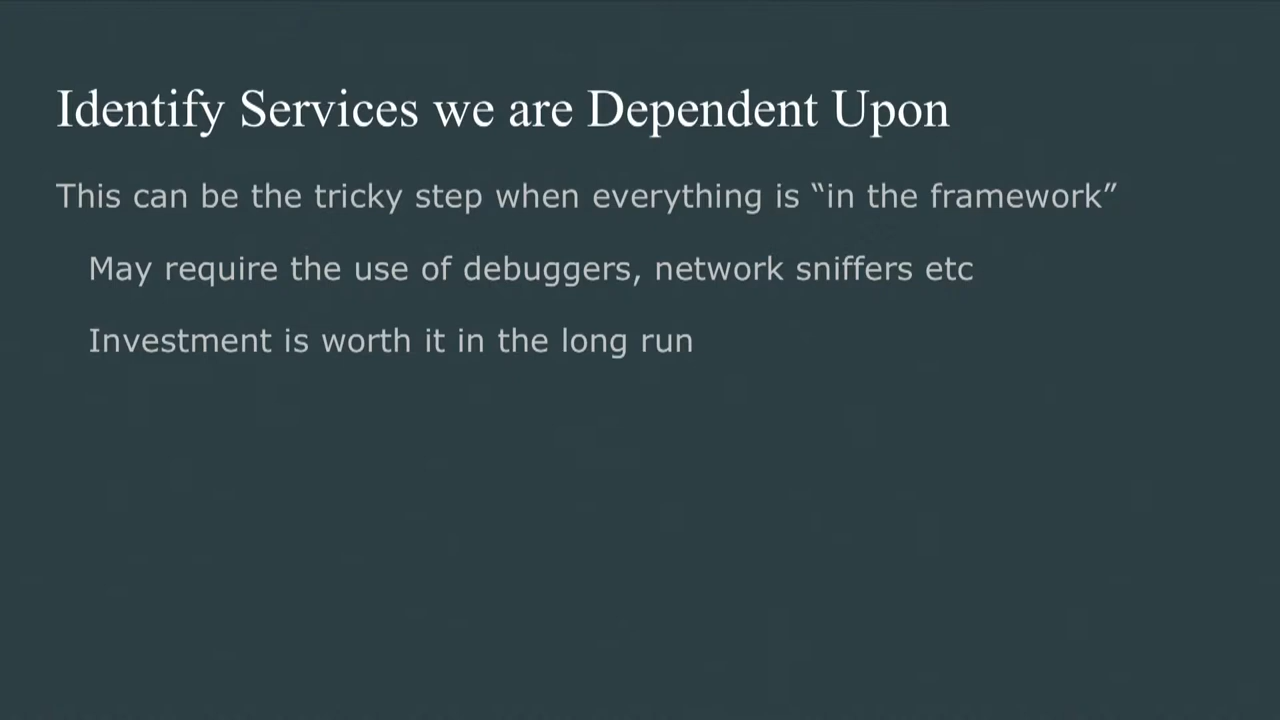 Identify Services we are Dependent Upon
This can be the tricky step when everything is “in the framework”
May require the use of debuggers, network sniffers etc
Investment is worth it in the long run